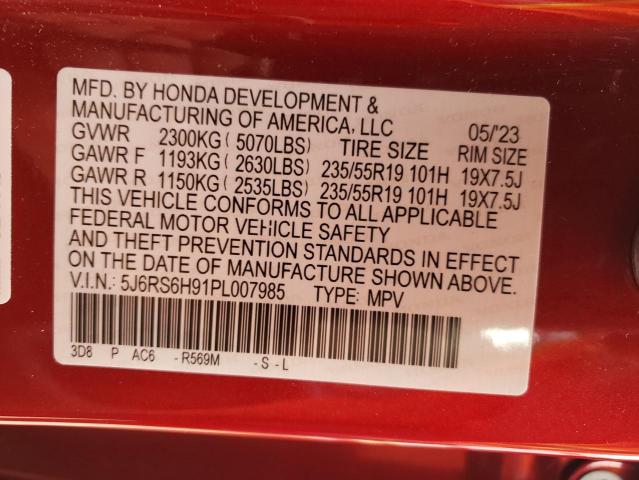 MFD. BY HONDA DEVELOPMENT &
MANUFACTURING OF AMERICA, LLC 05/'23
GVWR 2300KG ( 5070LBS) TIRE SIZE RIM SIZE
GAWR F 1193KG ( 2630LBS) 235/55R19 101H 19X7.5J
GAWR R 1150KG ( 2535LBS) 235/55R19 101H 19X7.5J
THIS VEHICLE CONFORMS TO ALL APPLICABLE
FEDERAL MOTOR VEHICLE SAFETY
AND THEFT PREVENTION STANDARDS IN EFFECT
ON THE DATE OF MANUFACTURE SHOWN ABOVE.
V.I.N.: 5J6RS6H91PL007985 TYPE: MPV
3D8 P AC6 - R569M - S - L